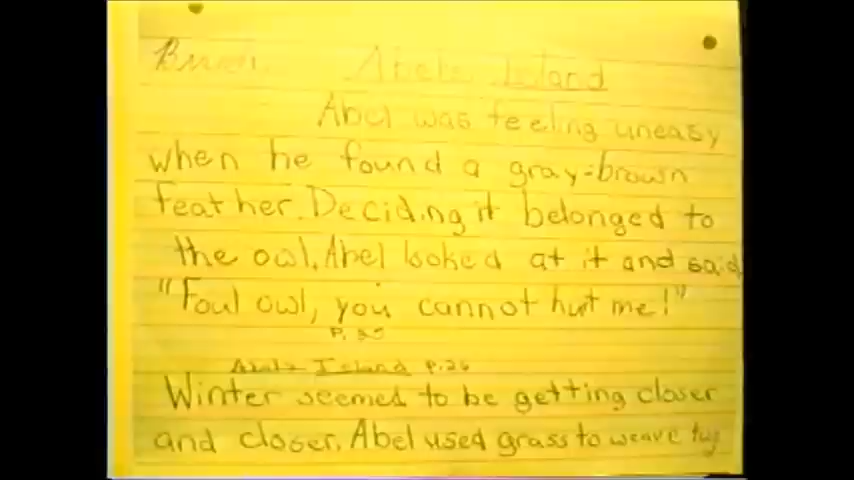 Abels Island
Abel was feeling uneasy
when he found a gray-brown
feather. Deciding it belonged to
the owl, Abel looked at it and said
"Foul owl, you cannot hurt me!"
Abels Island p.26
Winter seemed to be getting closer
and closer. Abel used grass to weave